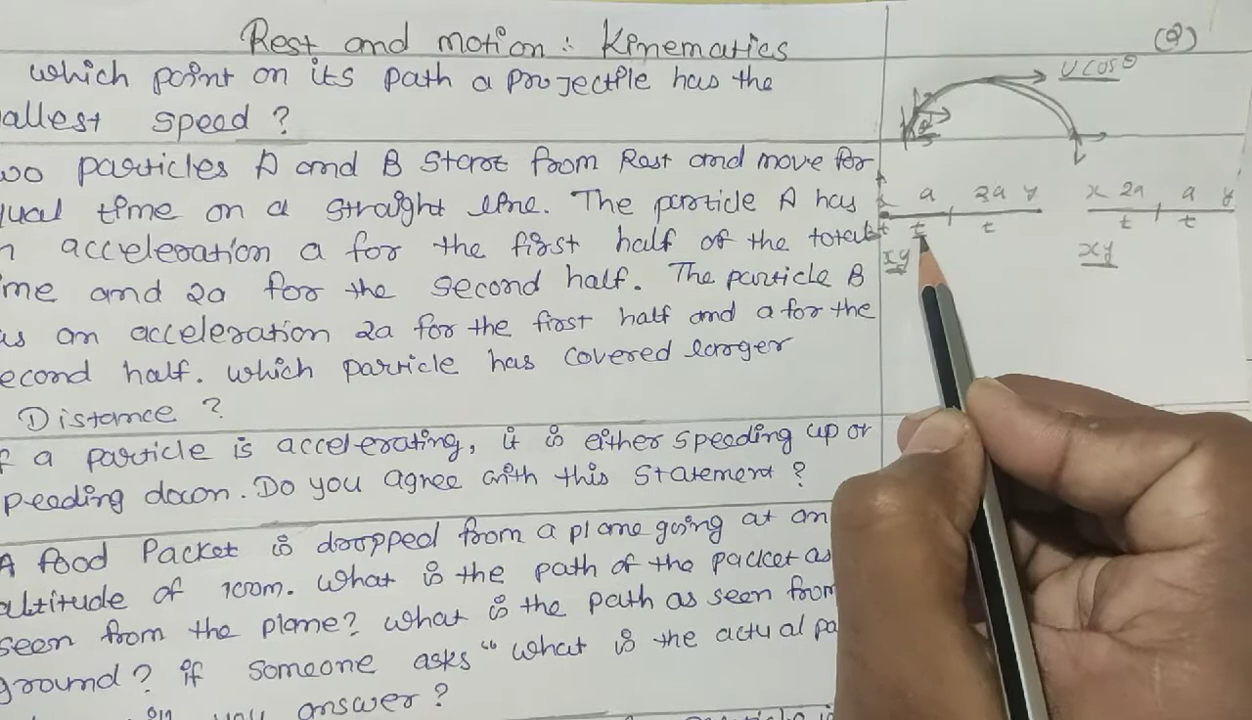 Rest and motion : Kinematics
(2)
which point on its path a projectile has the
allest speed ?
U cos θ
wo particles A and B Start from Rest and move for
qual time on a straight line. The particle A has
n acceleration a for the first half of the total
me and 2a for the second half. The particle B
as an acceleration 2a for the first half and a for the
econd half. which particle has covered larger
Distance ?
x a 2a y
t t
xy
x 2a a y
t t
xy
f a particle is accelerating, it is either speeding up or
peeding down. Do you agree with this statement ?
A food Packet is dropped from a plane going at an
altitude of 100m. What is the path of the packet as
seen from the plane? What is the path as seen from
ground? if someone asks "what is the actual pa
you answer ?